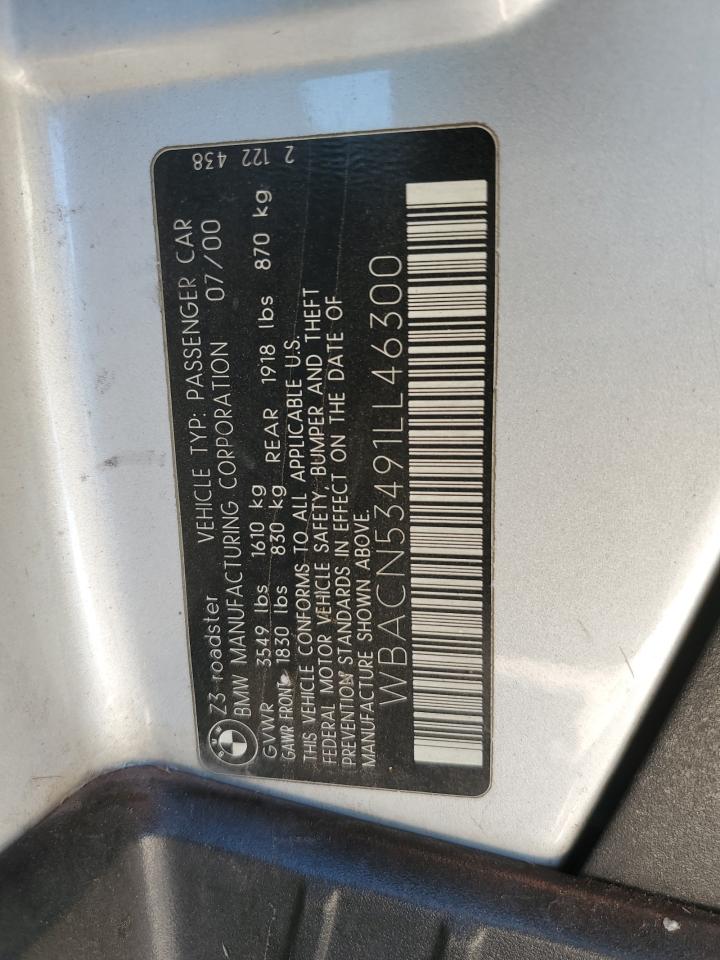 Z3-roadster VEHICLE TYP: PASSENGER CAR
BMW MANUFACTURING CORPORATION 07/00
GVWR 3549 lbs 1610 kg
GAWR FRONT 1830 lbs 830 kg REAR 1918 lbs 870 kg
THIS VEHICLE CONFORMS TO ALL APPLICABLE U.S.
FEDERAL MOTOR VEHICLE SAFETY, BUMPER AND THEFT
PREVENTION STANDARDS IN EFFECT ON THE DATE OF
MANUFACTURE SHOWN ABOVE.
WBACN53491LL46300
2 122 438